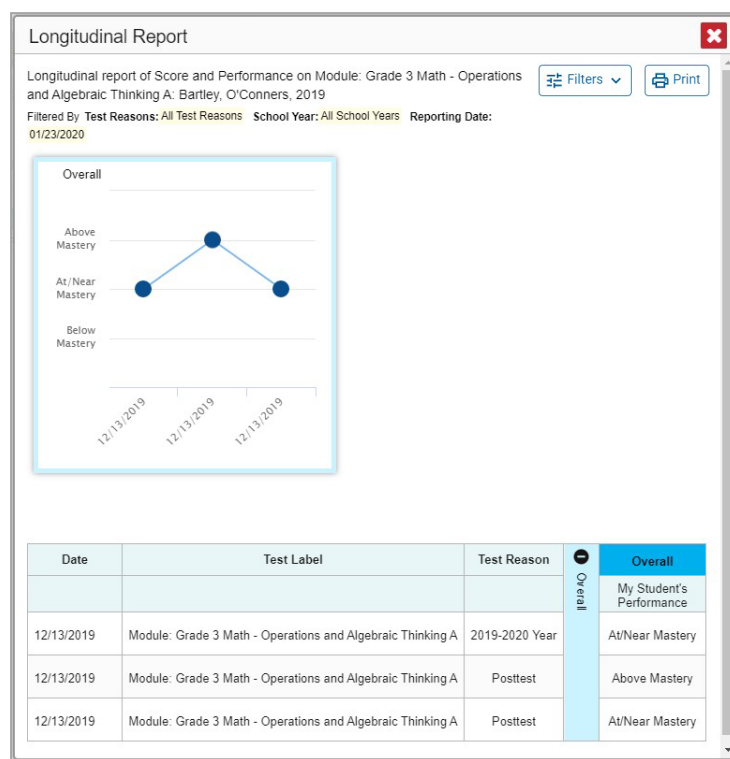 Longitudinal Report
Longitudinal report of Score and Performance on Module: Grade 3 Math - Operations
and Algebraic Thinking A: Bartley, O'Conners, 2019
Filters
Print
Filtered By Test Reasons: All Test Reasons School Year: All School Years Reporting Date:
01/23/2020
Overall
Above
Mastery
At/Near
Mastery
Below
Mastery
12/13/2019 12/13/2019 12/13/2019
Date Test Label Test Reason Overall Overall
My Student's
Performance
12/13/2019 Module: Grade 3 Math - Operations and Algebraic Thinking A 2019-2020 Year At/Near Mastery
12/13/2019 Module: Grade 3 Math - Operations and Algebraic Thinking A Posttest Above Mastery
12/13/2019 Module: Grade 3 Math - Operations and Algebraic Thinking A Posttest At/Near Mastery